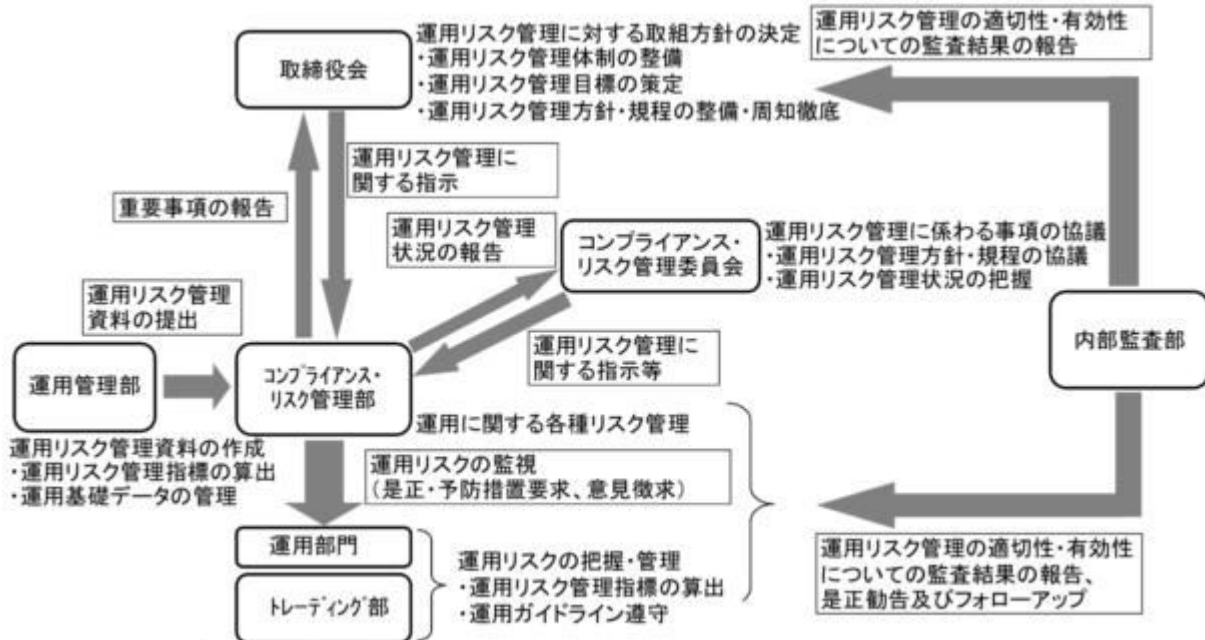 取締役会
運用リスク管理に対する取組方針の決定
・運用リスク管理体制の整備
・運用リスク管理目標の策定
・運用リスク管理方針・規程の整備・周知徹底
運用リスク管理の適切性・有効性
についての監査結果の報告
運用リスク管理に
関する指示
重要事項の報告
運用リスク管理
状況の報告
コンプライアンス・
リスク管理委員会
運用リスク管理に係わる事項の協議
・運用リスク管理方針・規程の協議
・運用リスク管理状況の把握
運用リスク管理
資料の提出
運用リスク管理に
関する指示等
内部監査部
運用管理部
コンプライアンス・
リスク管理部
運用に関する各種リスク管理
運用リスク管理資料の作成
・運用リスク管理指標の算出
・運用基礎データの管理
運用リスクの監視
(是正・予防措置要求、意見徴求)
運用部門
トレーディング部
運用リスクの把握・管理
・運用リスク管理指標の算出
・運用ガイドライン遵守
運用リスク管理の適切性・有効性
についての監査結果の報告、
是正勧告及びフォローアップ